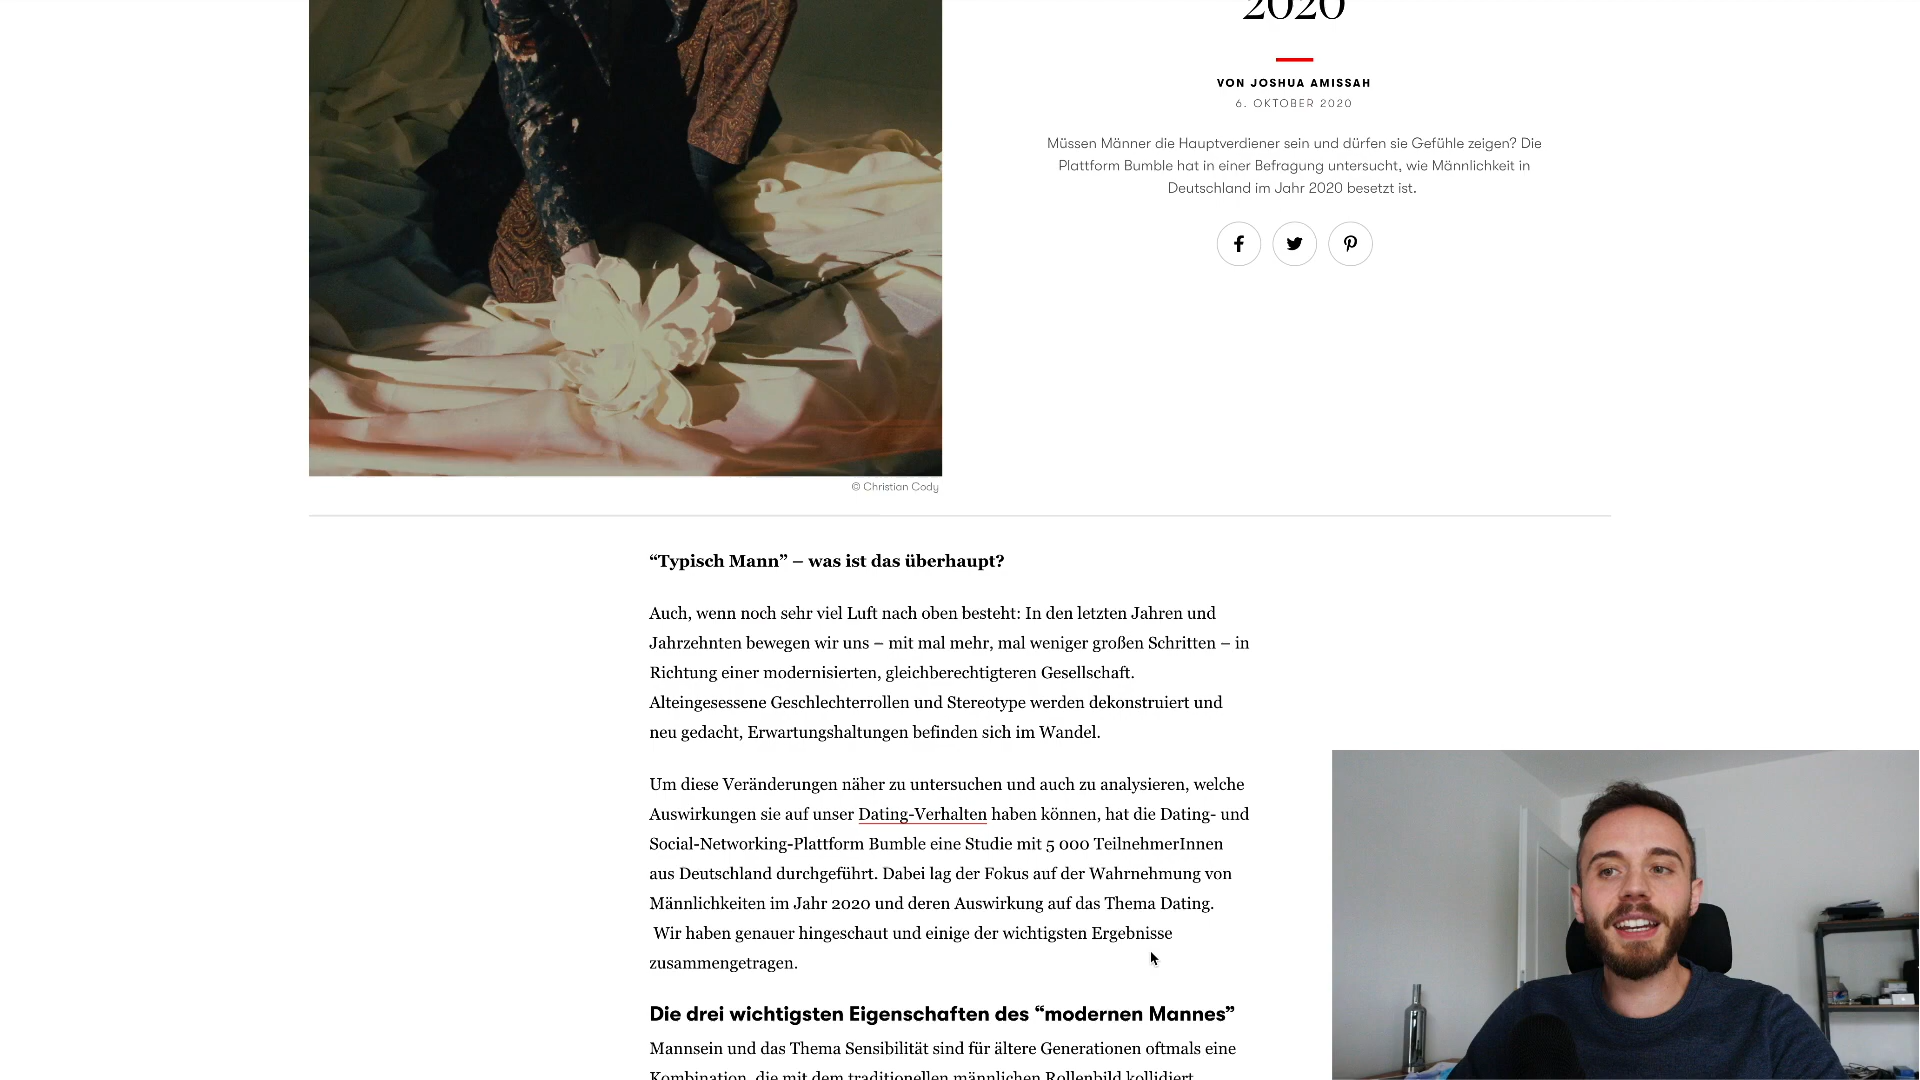 2020
VON JOSHUA AMISSAH
6. OKTOBER 2020
Müssen Männer die Hauptverdiener sein und dürfen sie Gefühle zeigen? Die
Plattform Bumble hat in einer Befragung untersucht, wie Männlichkeit in
Deutschland im Jahr 2020 besetzt ist.
© Christian Cody
“Typisch Mann” – was ist das überhaupt?
Auch, wenn noch sehr viel Luft nach oben besteht: In den letzten Jahren und
Jahrzehnten bewegen wir uns – mit mal mehr, mal weniger großen Schritten – in
Richtung einer modernisierten, gleichberechtigteren Gesellschaft.
Alteingesessene Geschlechterrollen und Stereotype werden dekonstruiert und
neu gedacht, Erwartungshaltungen befinden sich im Wandel.
Um diese Veränderungen näher zu untersuchen und auch zu analysieren, welche
Auswirkungen sie auf unser Dating-Verhalten haben können, hat die Dating- und
Social-Networking-Plattform Bumble eine Studie mit 5 000 TeilnehmerInnen
aus Deutschland durchgeführt. Dabei lag der Fokus auf der Wahrnehmung von
Männlichkeiten im Jahr 2020 und deren Auswirkung auf das Thema Dating.
Wir haben genauer hingeschaut und einige der wichtigsten Ergebnisse
zusammengetragen.
Die drei wichtigsten Eigenschaften des “modernen Mannes”
Mannsein und das Thema Sensibilität sind für ältere Generationen oftmals eine
Kombination, die mit dem traditionellen männlichen Rollenbild kollidiert.